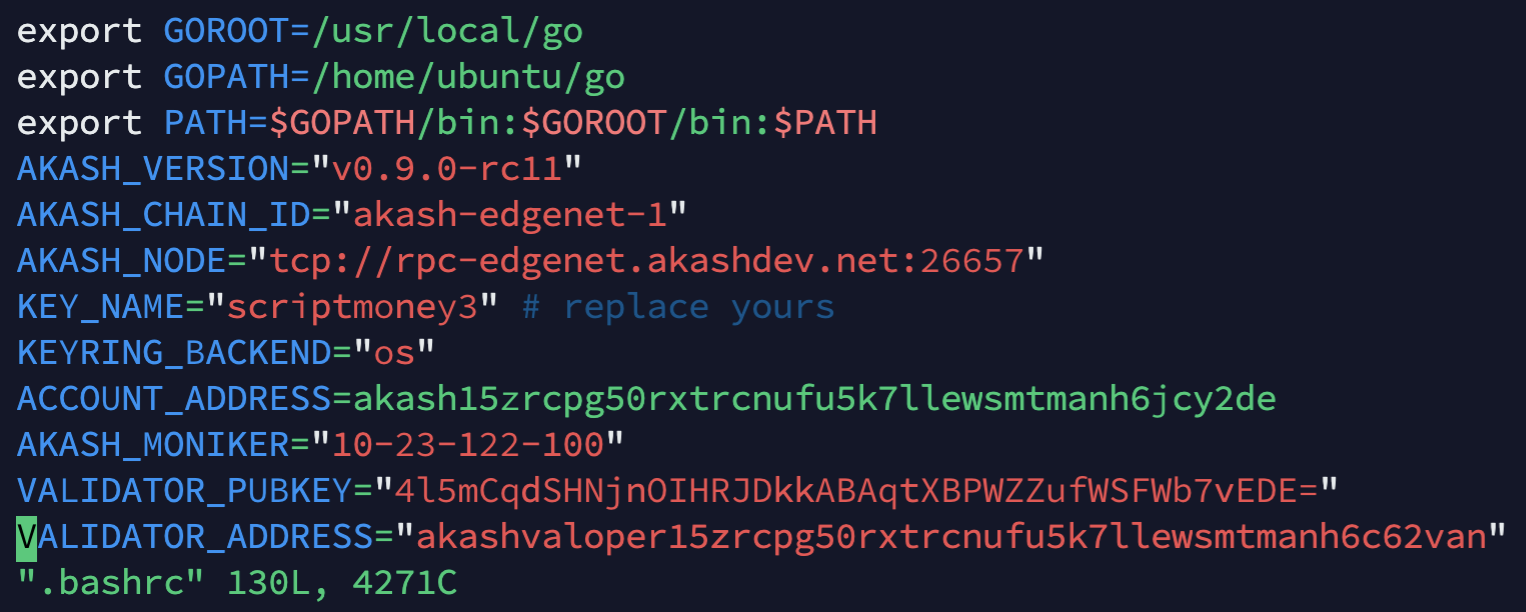 export GOROOT=/usr/local/go
export GOPATH=/home/ubuntu/go
export PATH=$GOPATH/bin:$GOROOT/bin:$PATH
AKASH_VERSION="v0.9.0-rc11"
AKASH_CHAIN_ID="akash-edgenet-1"
AKASH_NODE="tcp://rpc-edgenet.akashdev.net:26657"
KEY_NAME="scriptmoney3" # replace yours
KEYRING_BACKEND="os"
ACCOUNT_ADDRESS=akash15zrcpg50rxtrcnufu5k7llewsmtmanh6jcy2de
AKASH_MONIKER="10-23-122-100"
VALIDATOR_PUBKEY="4l5mCqdSHNjnOIHRJDkkABAqtXBPWZZufWSFWb7vEDE="
VALIDATOR_ADDRESS="akashvaloper15zrcpg50rxtrcnufu5k7llewsmtmanh6c62van"
".bashrc" 130L, 4271C